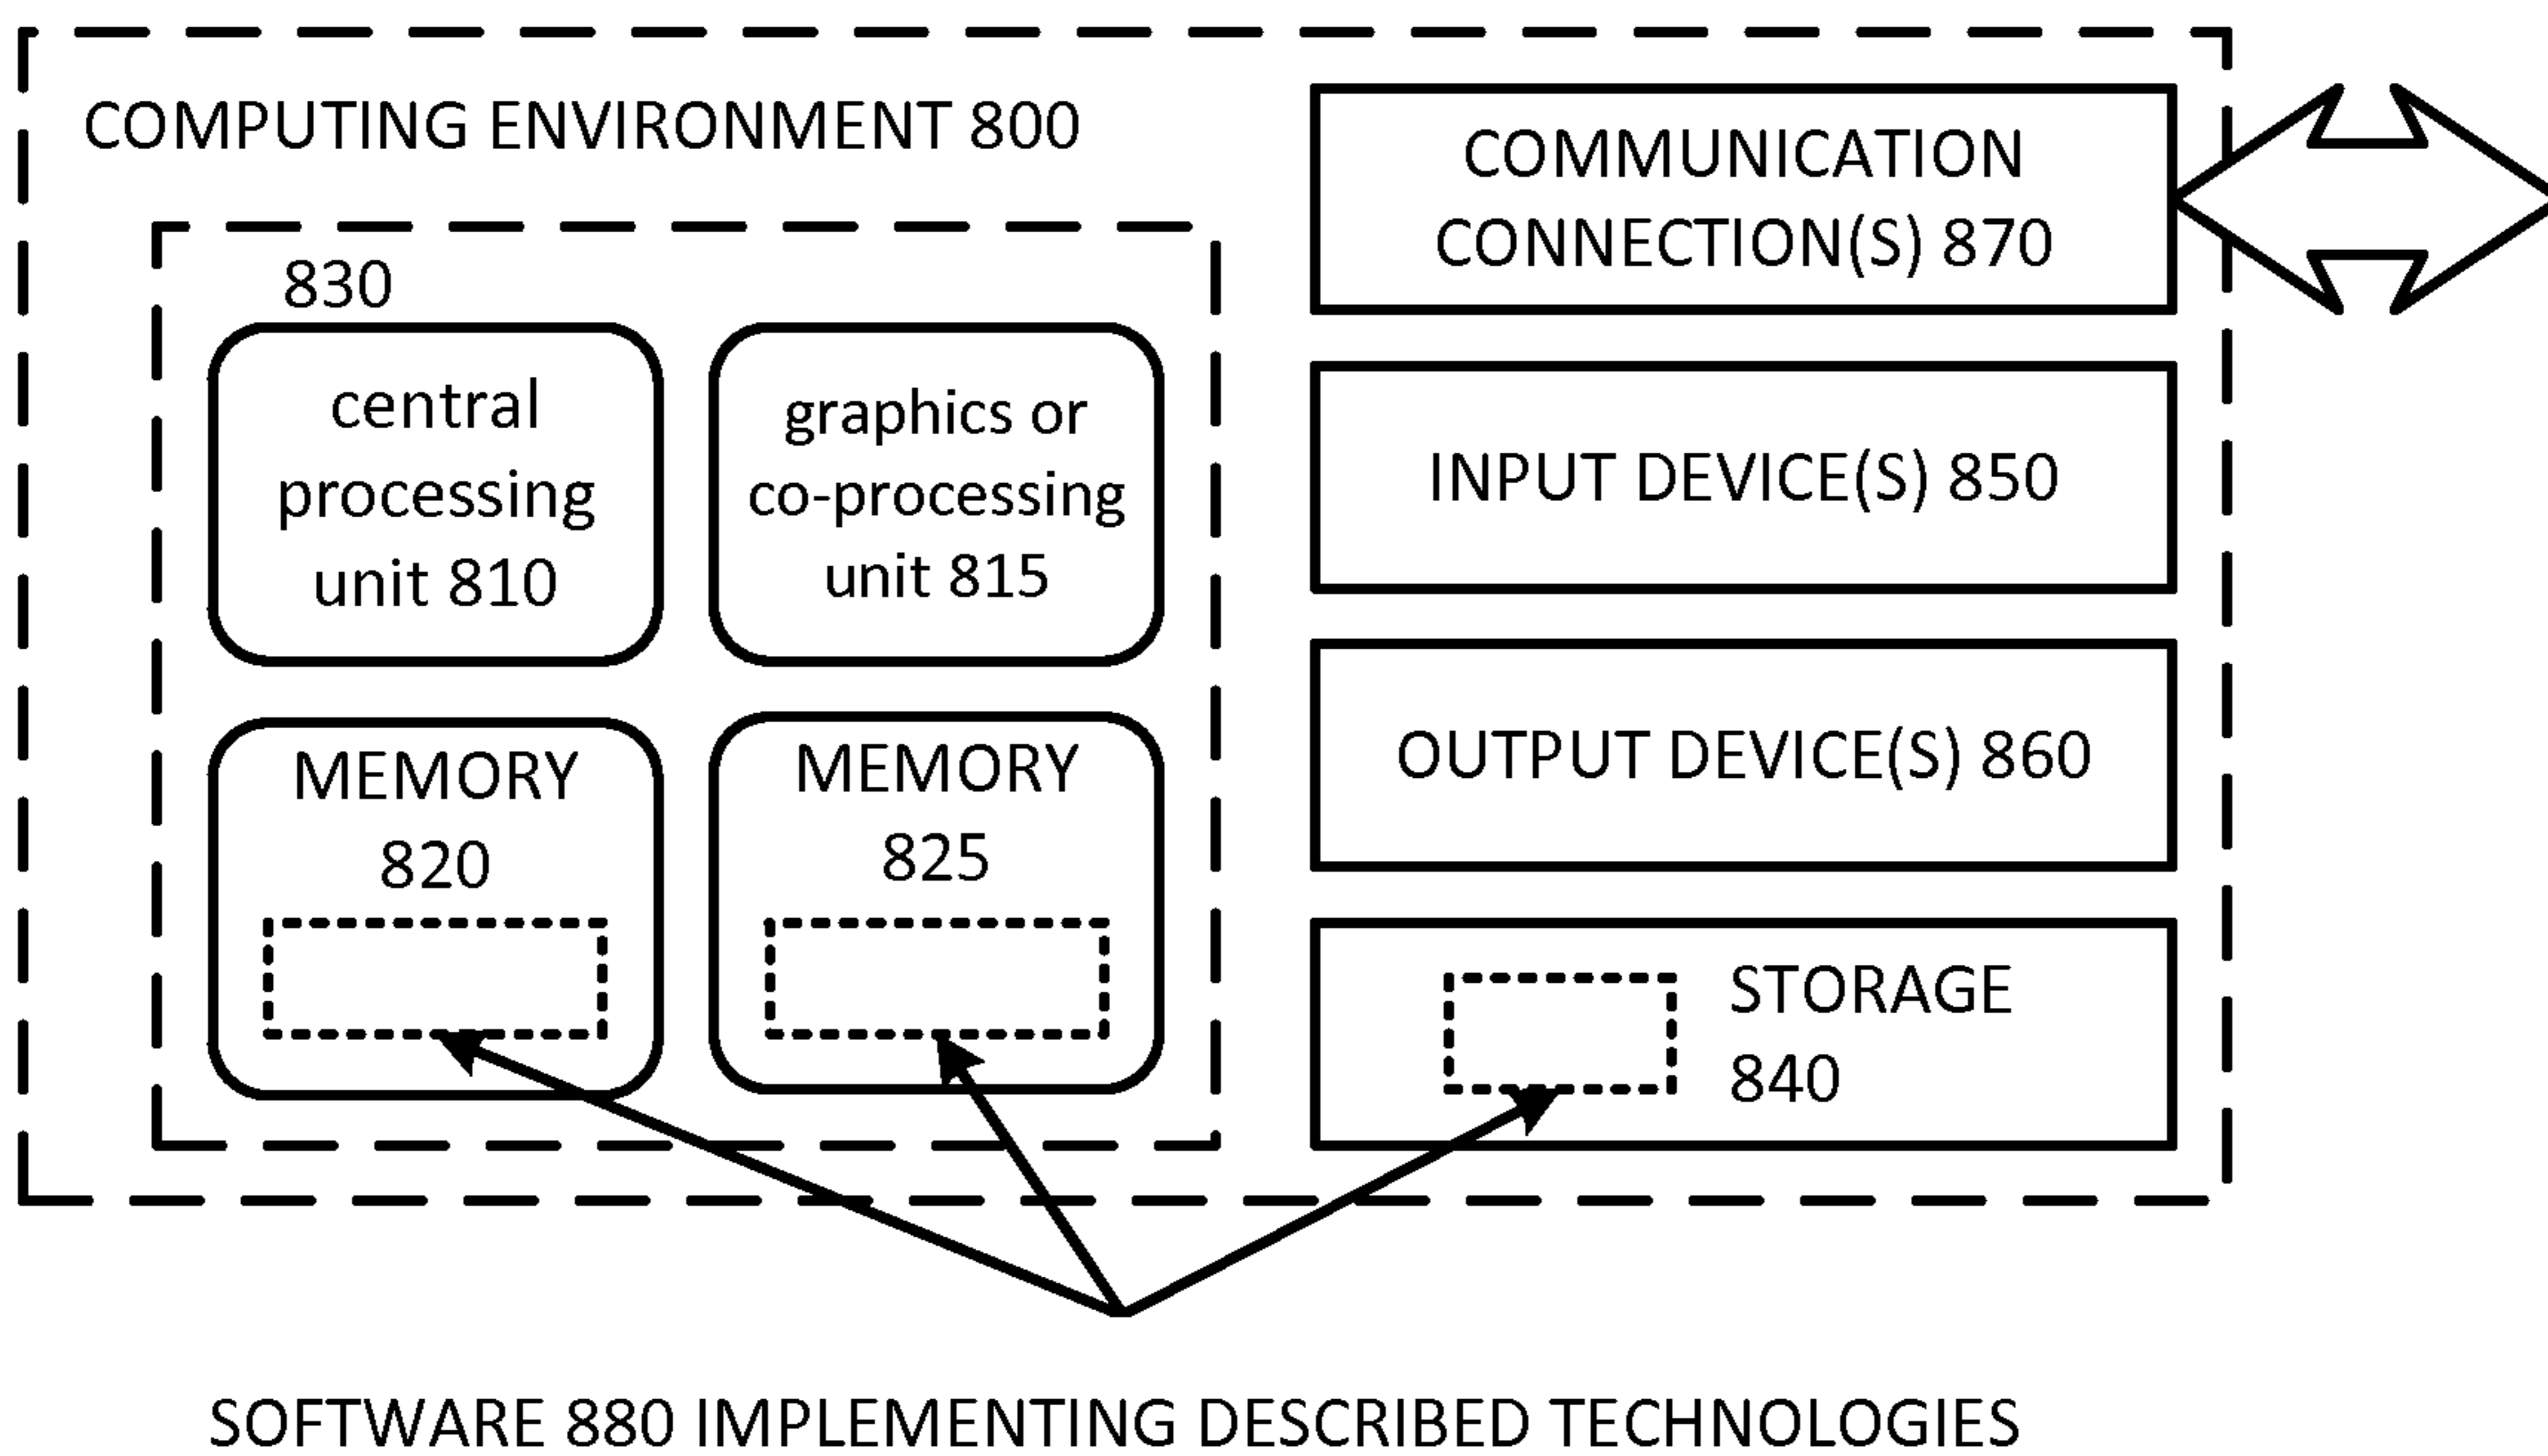 COMPUTING ENVIRONMENT 800
830
central
processing
unit 810
graphics or
co-processing
unit 815
MEMORY
820
MEMORY
825
COMMUNICATION
CONNECTION(S) 870
INPUT DEVICE(S) 850
OUTPUT DEVICE(S) 860
STORAGE
840
SOFTWARE 880 IMPLEMENTING DESCRIBED TECHNOLOGIES